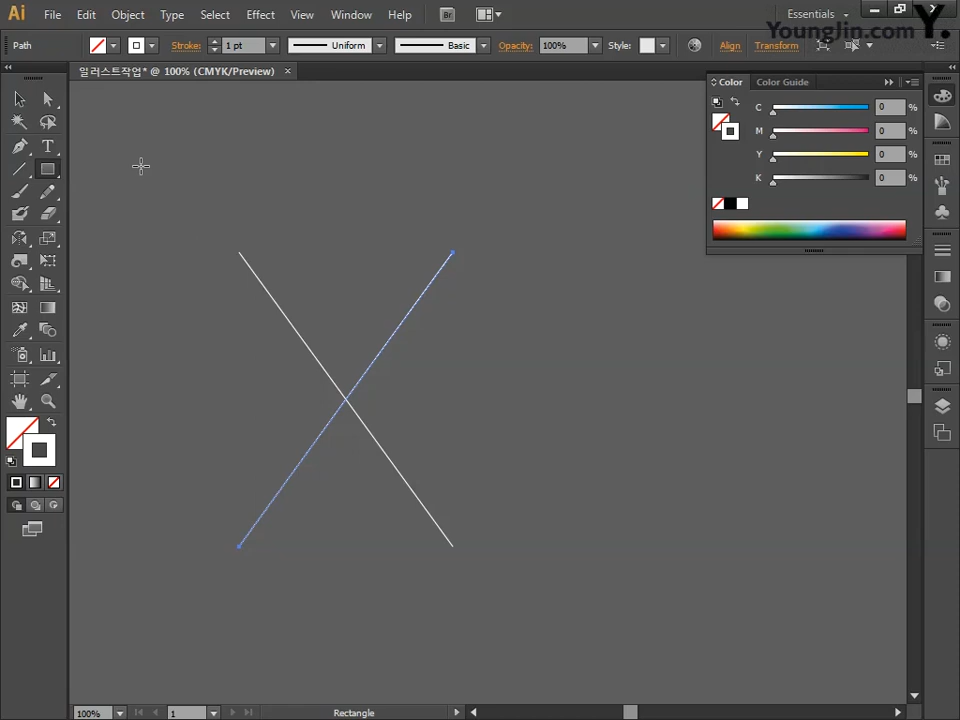 Ai File Edit Object Type Select Effect View Window Help Br Essentials
YoungJin.com Y.
Path Stroke: 1 pt Uniform Basic Opacity: 100% Style: Align Transform
일러스트작업* @ 100% (CMYK/Preview) ×
Color Color Guide
C 0 %
M 0 %
Y 0 %
K 0 %
T
100% 1 Rectangle